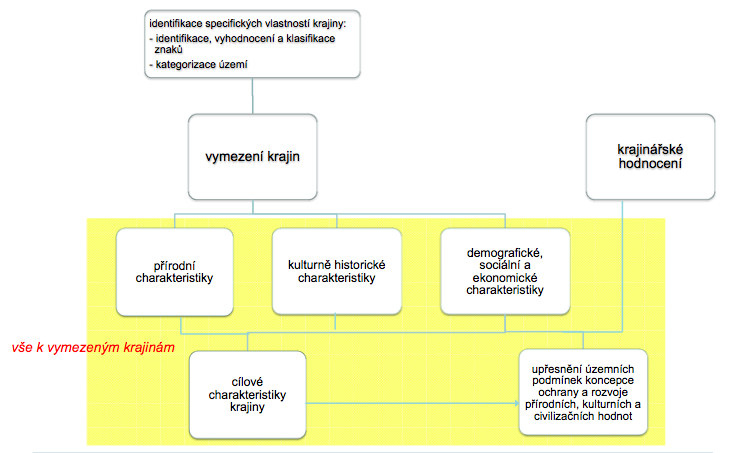 identifikace specifických vlastností krajiny:
- identifikace, vyhodnocení a klasifikace
znaků
- kategorizace území
vymezení krajin
krajinářské
hodnocení
přírodní
charakteristiky
kulturně historické
charakteristiky
demografické,
sociální a
ekonomické
charakteristiky
vše k vymezeným krajinám
cílové
charakteristiky
krajiny
upřesnění územních
podmínek koncepce
ochrany a rozvoje
přírodních, kulturních a
civilizačních hodnot